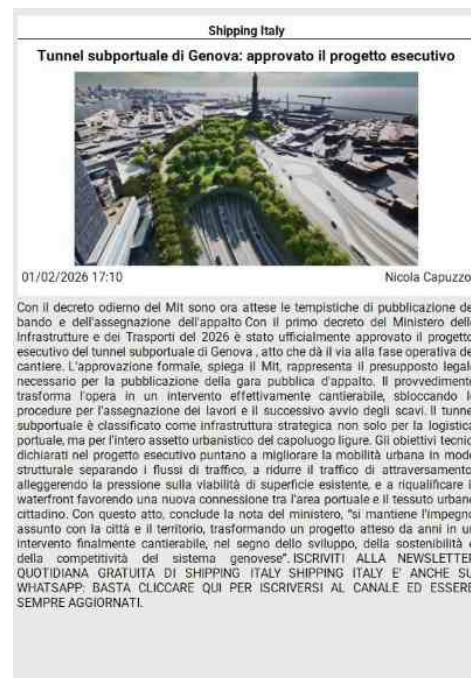 Shipping Italy
Tunnel subportuale di Genova: approvato il progetto esecutivo
01/02/2026 17:10 Nicola Capuzzo
Con il decreto odierno del Mit sono ora attese le tempistiche di pubblicazione de
bando e dell'assegnazione dell'appalto Con il primo decreto del Ministero dell
Infrastrutture e dei Trasporti del 2026 è stato ufficialmente approvato il progetto
esecutivo del tunnel subportuale di Genova , atto che dà il via alla fase operativa de
cantiere. L'approvazione formale, spiega il Mit, rappresenta il presupposto legal
necessario per la pubblicazione della gara pubblica d'appalto. Il provvedimento
trasforma l'opera in un intervento effettivamente cantierabile, sbloccando l
procedure per l'assegnazione dei lavori e il successivo avvio degli scavi. Il tunne
subportuale è classificato come infrastruttura strategica non solo per la logistica
portuale, ma per l'intero assetto urbanistico del capoluogo ligure. Gli obiettivi tecnic
dichiarati nel progetto esecutivo puntano a migliorare la mobilità urbana in mod
strutturale separando i flussi di traffico, a ridurre il traffico di attraversamento
alleggerendo la pressione sulla viabilità di superficie esistente, e a riqualificare i
waterfront favorendo una nuova connessione tra l'area portuale e il tessuto urban
cittadino. Con questo atto, conclude la nota del ministero, "si mantiene l'impegn
assunto con la città e il territorio, trasformando un progetto atteso da anni in u
intervento finalmente cantierabile, nel segno dello sviluppo, della sostenibilità e
della competitività del sistema genovese". ISCRIVITI ALLA NEWSLETTER
QUOTIDIANA GRATUITA DI SHIPPING ITALY SHIPPING ITALY E' ANCHE SU
WHATSAPP: BASTA CLICCARE QUI PER ISCRIVERSI AL CANALE ED ESSERE
SEMPRE AGGIORNATI.